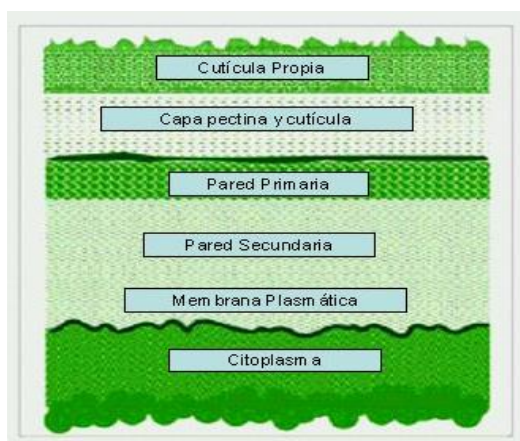 Cutícula Propia
Capa pectina y cutícula
Pared Primaria
Pared Secundaria
Membrana Plasmática
Citoplasma